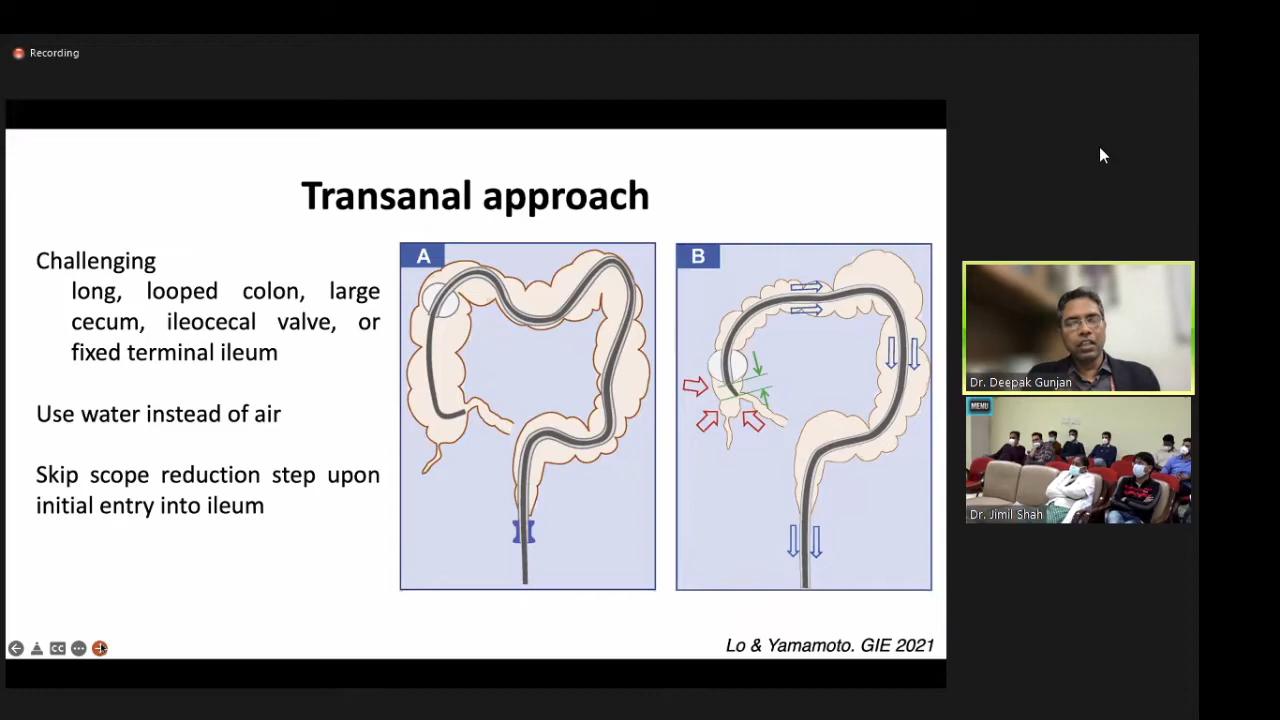 Recording
Transanal approach
Challenging
long, looped colon, large
cecum, ileocecal valve, or
fixed terminal ileum
Use water instead of air
Skip scope reduction step upon
initial entry into ileum
A
B
Lo & Yamamoto. GIE 2021
CC
Dr. Deepak Gunjan
MENU
Dr. Jimil Shah